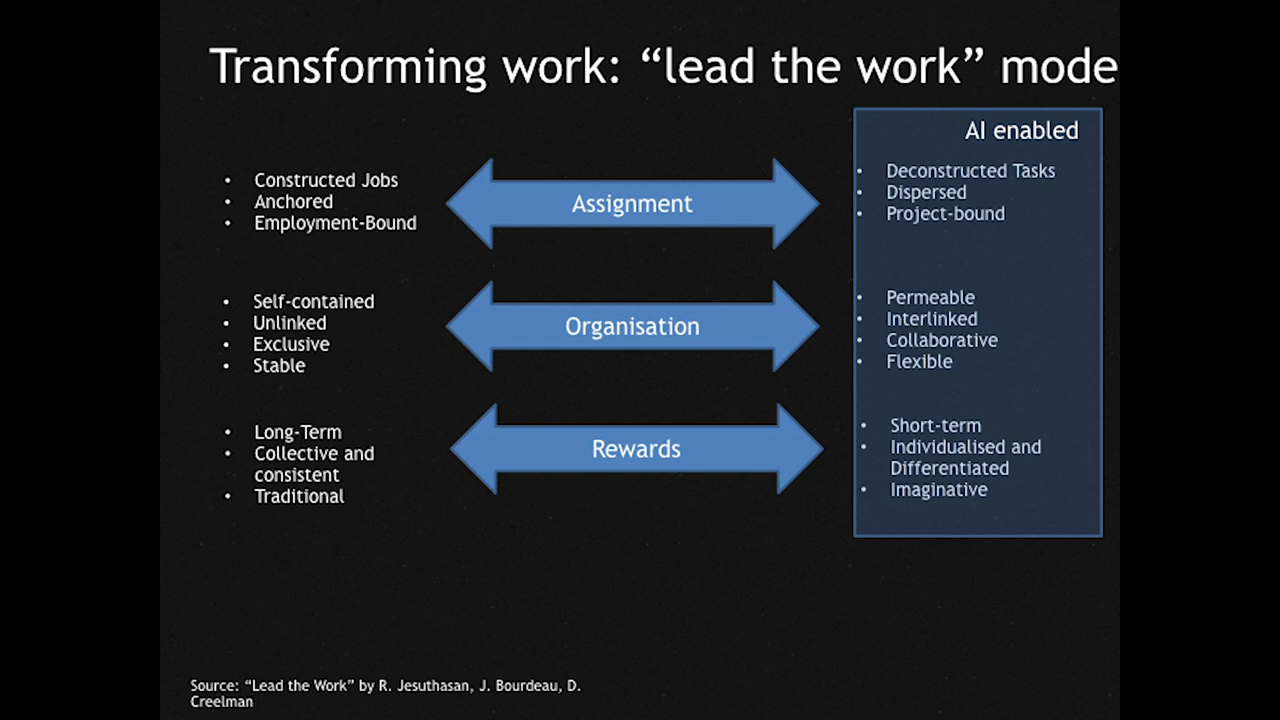 Transforming work: “lead the work” mode
AI enabled
• Constructed Jobs
• Anchored
• Employment-Bound
Assignment
• Deconstructed Tasks
• Dispersed
• Project-bound
• Self-contained
• Unlinked
• Exclusive
• Stable
Organisation
• Permeable
• Interlinked
• Collaborative
• Flexible
• Long-Term
• Collective and
consistent
• Traditional
Rewards
• Short-term
• Individualised and
Differentiated
• Imaginative
Source: “Lead the Work” by R. Jesuthasan, J. Bourdeau, D.
Creelman